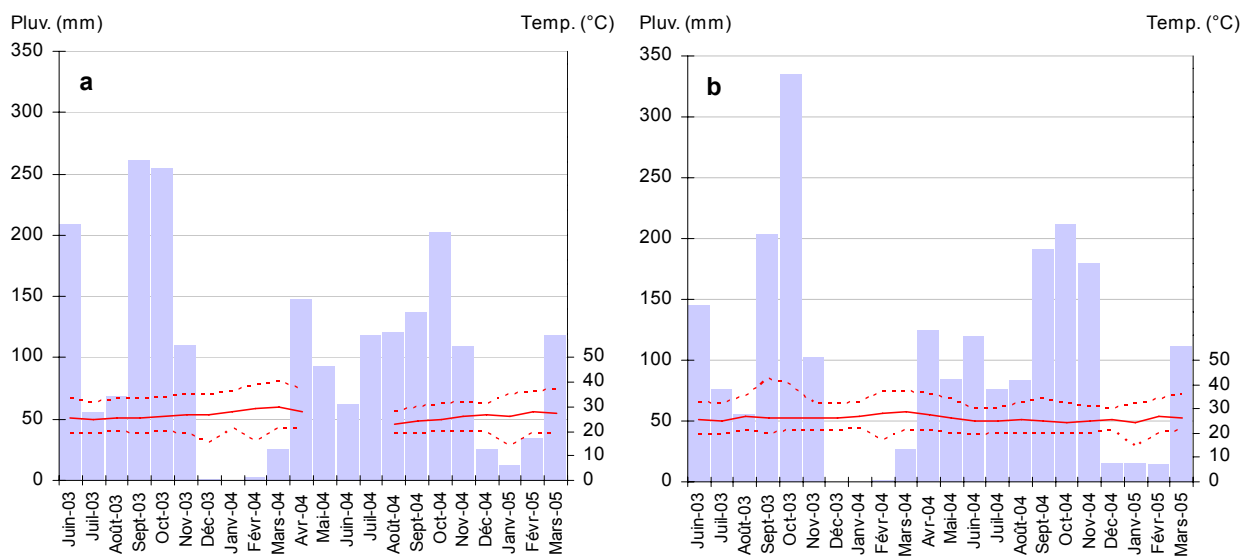 Pluv. (mm) Temp. (°C) Pluv. (mm) Temp. (°C)
350
300
250
200
150
100
50
0
a
50
40
30
20
10
0
Juin-03
Juil-03
Août-03
Sept-03
Oct-03
Nov-03
Déc-03
Janv-04
Févr-04
Mars-04
Avr-04
Mai-04
Juin-04
Juil-04
Août-04
Sept-04
Oct-04
Nov-04
Déc-04
Janv-05
Févr-05
Mars-05
350
300
250
200
150
100
50
0
b
50
40
30
20
10
0
Juin-03
Juil-03
Août-03
Sept-03
Oct-03
Nov-03
Déc-03
Janv-04
Févr-04
Mars-04
Avr-04
Mai-04
Juin-04
Juil-04
Août-04
Sept-04
Oct-04
Nov-04
Déc-04
Janv-05
Févr-05
Mars-05